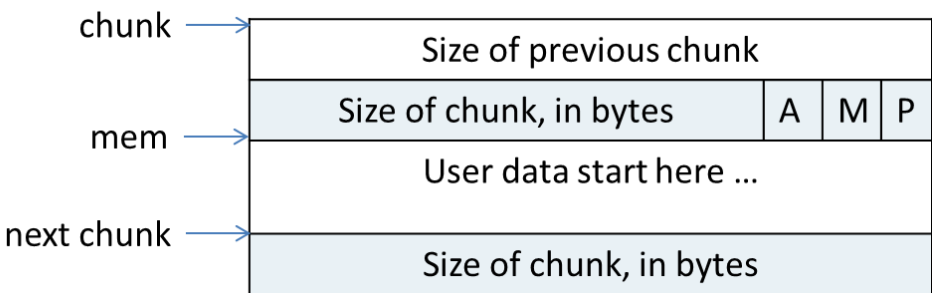 chunk
Size of previous chunk
Size of chunk, in bytes A M P
mem
User data start here ...
next chunk
Size of chunk, in bytes